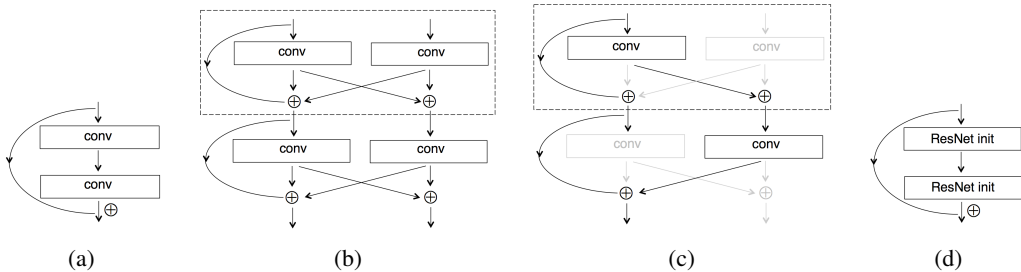 conv
conv
(a)
conv conv
conv conv
(b)
conv conv
conv conv
(c)
ResNet init
ResNet init
(d)